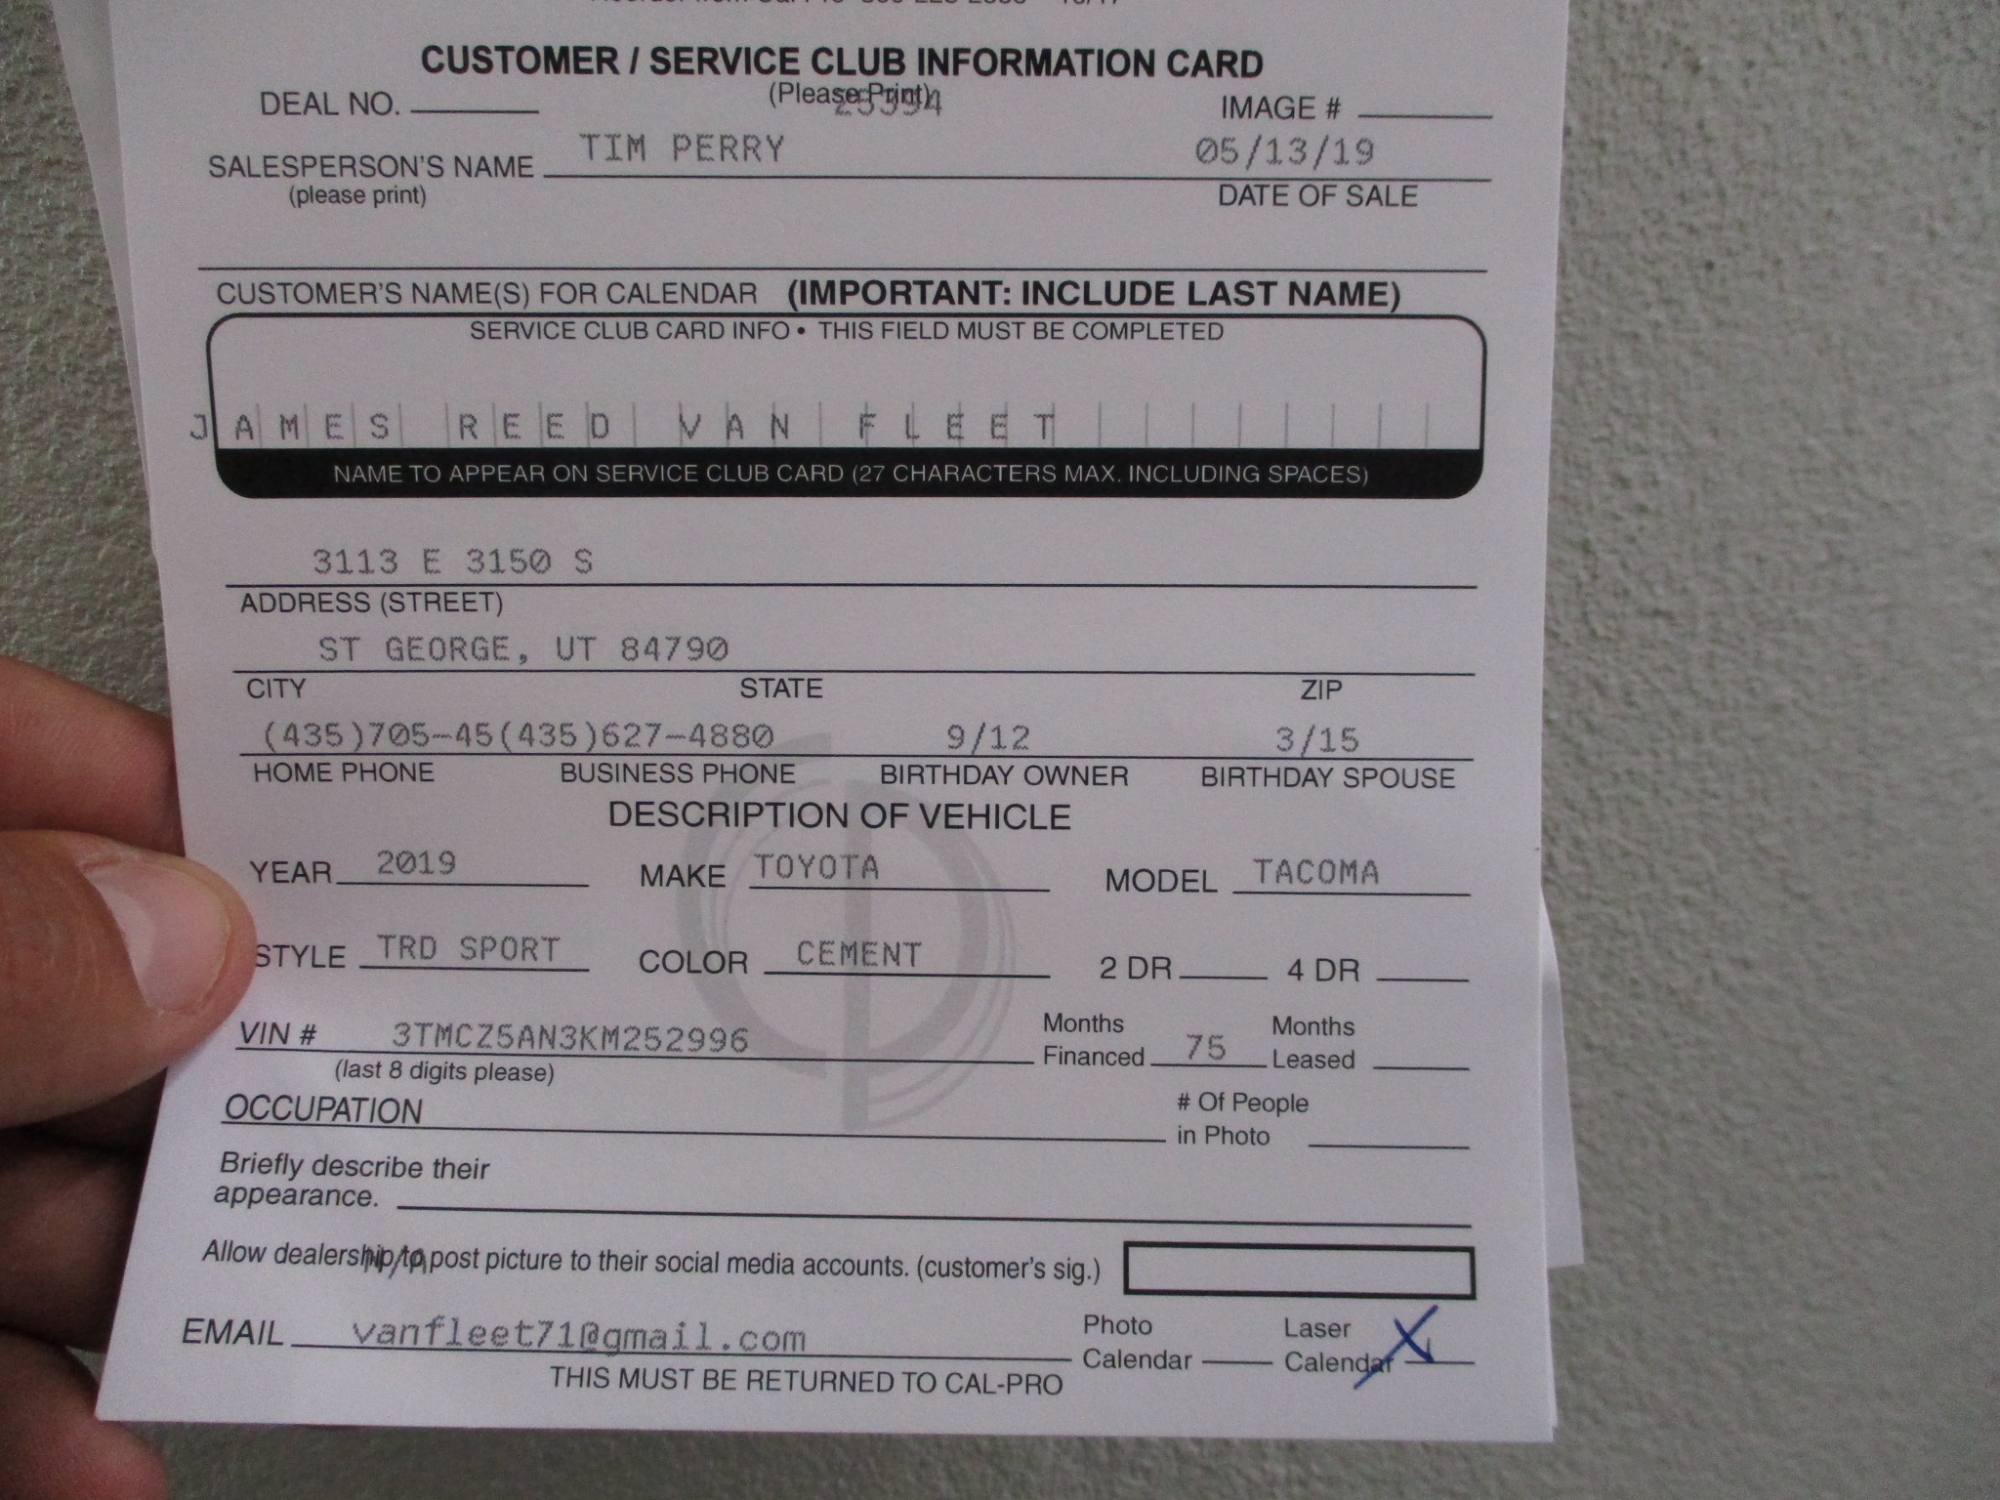 CUSTOMER / SERVICE CLUB INFORMATION CARD
(Please Print)
DEAL NO. IMAGE #
SALESPERSON'S NAME TIM PERRY 05/13/19
(please print) DATE OF SALE
CUSTOMER'S NAME(S) FOR CALENDAR (IMPORTANT: INCLUDE LAST NAME)
SERVICE CLUB CARD INFO • THIS FIELD MUST BE COMPLETED
JAMES REED VAN FLEET
NAME TO APPEAR ON SERVICE CLUB CARD (27 CHARACTERS MAX. INCLUDING SPACES)
3113 E 3150 S
ADDRESS (STREET)
ST GEORGE, UT 84790
CITY STATE ZIP
(435)705-45(435)627-4880 9/12 3/15
HOME PHONE BUSINESS PHONE BIRTHDAY OWNER BIRTHDAY SPOUSE
DESCRIPTION OF VEHICLE
YEAR 2019 MAKE TOYOTA MODEL TACOMA
STYLE TRD SPORT COLOR CEMENT 2 DR 4 DR
VIN # 3TMCZ5AN3KM252996 Months Financed 75 Months Leased
(last 8 digits please)
OCCUPATION # Of People in Photo
Briefly describe their
appearance.
N/A
Allow dealership to post picture to their social media accounts. (customer's sig.)
EMAIL vanfleet71@gmail.com Photo Calendar Laser Calendar X
THIS MUST BE RETURNED TO CAL-PRO